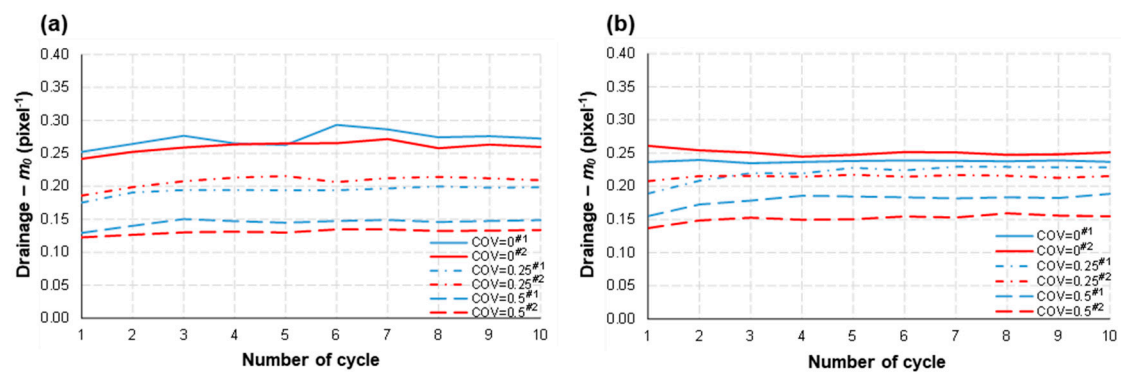 (a)
Drainage – m₀ (pixel⁻¹)
0.40
0.35
0.30
0.25
0.20
0.15
0.10
0.05
0.00
COV=0#1
COV=0#2
COV=0.25#1
COV=0.25#2
COV=0.5#1
COV=0.5#2
1 2 3 4 5 6 7 8 9 10
Number of cycle
(b)
Drainage – m₀ (pixel⁻¹)
0.40
0.35
0.30
0.25
0.20
0.15
0.10
0.05
0.00
COV=0#1
COV=0#2
COV=0.25#1
COV=0.25#2
COV=0.5#1
COV=0.5#2
1 2 3 4 5 6 7 8 9 10
Number of cycle